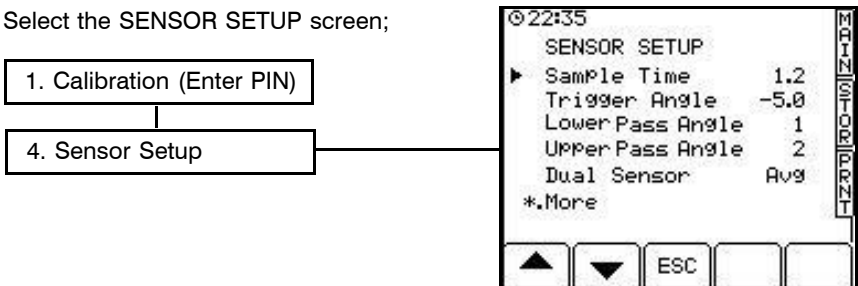 Select the SENSOR SETUP screen;
1. Calibration (Enter PIN)
4. Sensor Setup
22:35
SENSOR SETUP
Sample Time 1.2
Trigger Angle -5.0
Lower Pass Angle 1
Upper Pass Angle 2
Dual Sensor Avg
*.More
MAIN
STOR
PRNT
ESC